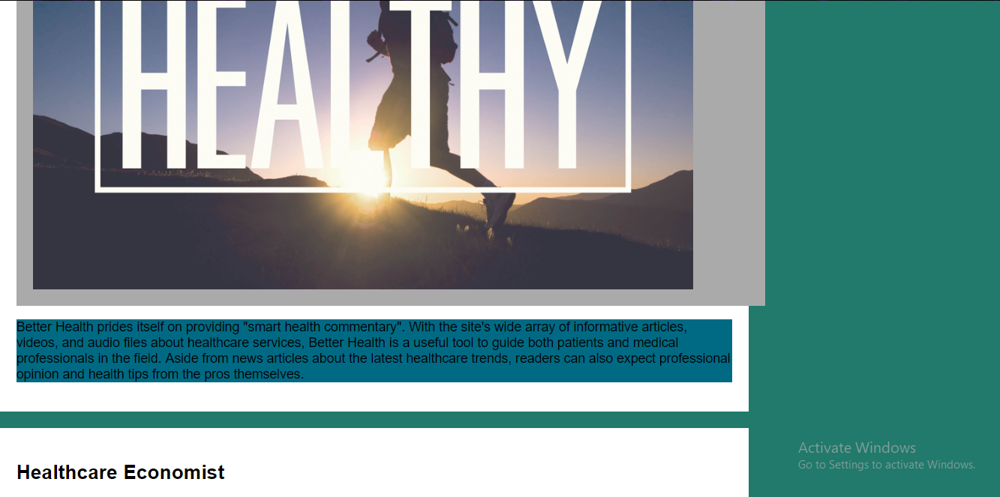 HEALTHY
Better Health prides itself on providing "smart health commentary". With the site's wide array of informative articles,
videos, and audio files about healthcare services, Better Health is a useful tool to guide both patients and medical
professionals in the field. Aside from news articles about the latest healthcare trends, readers can also expect professional
opinion and health tips from the pros themselves.
Healthcare Economist
Activate Windows
Go to Settings to activate Windows.